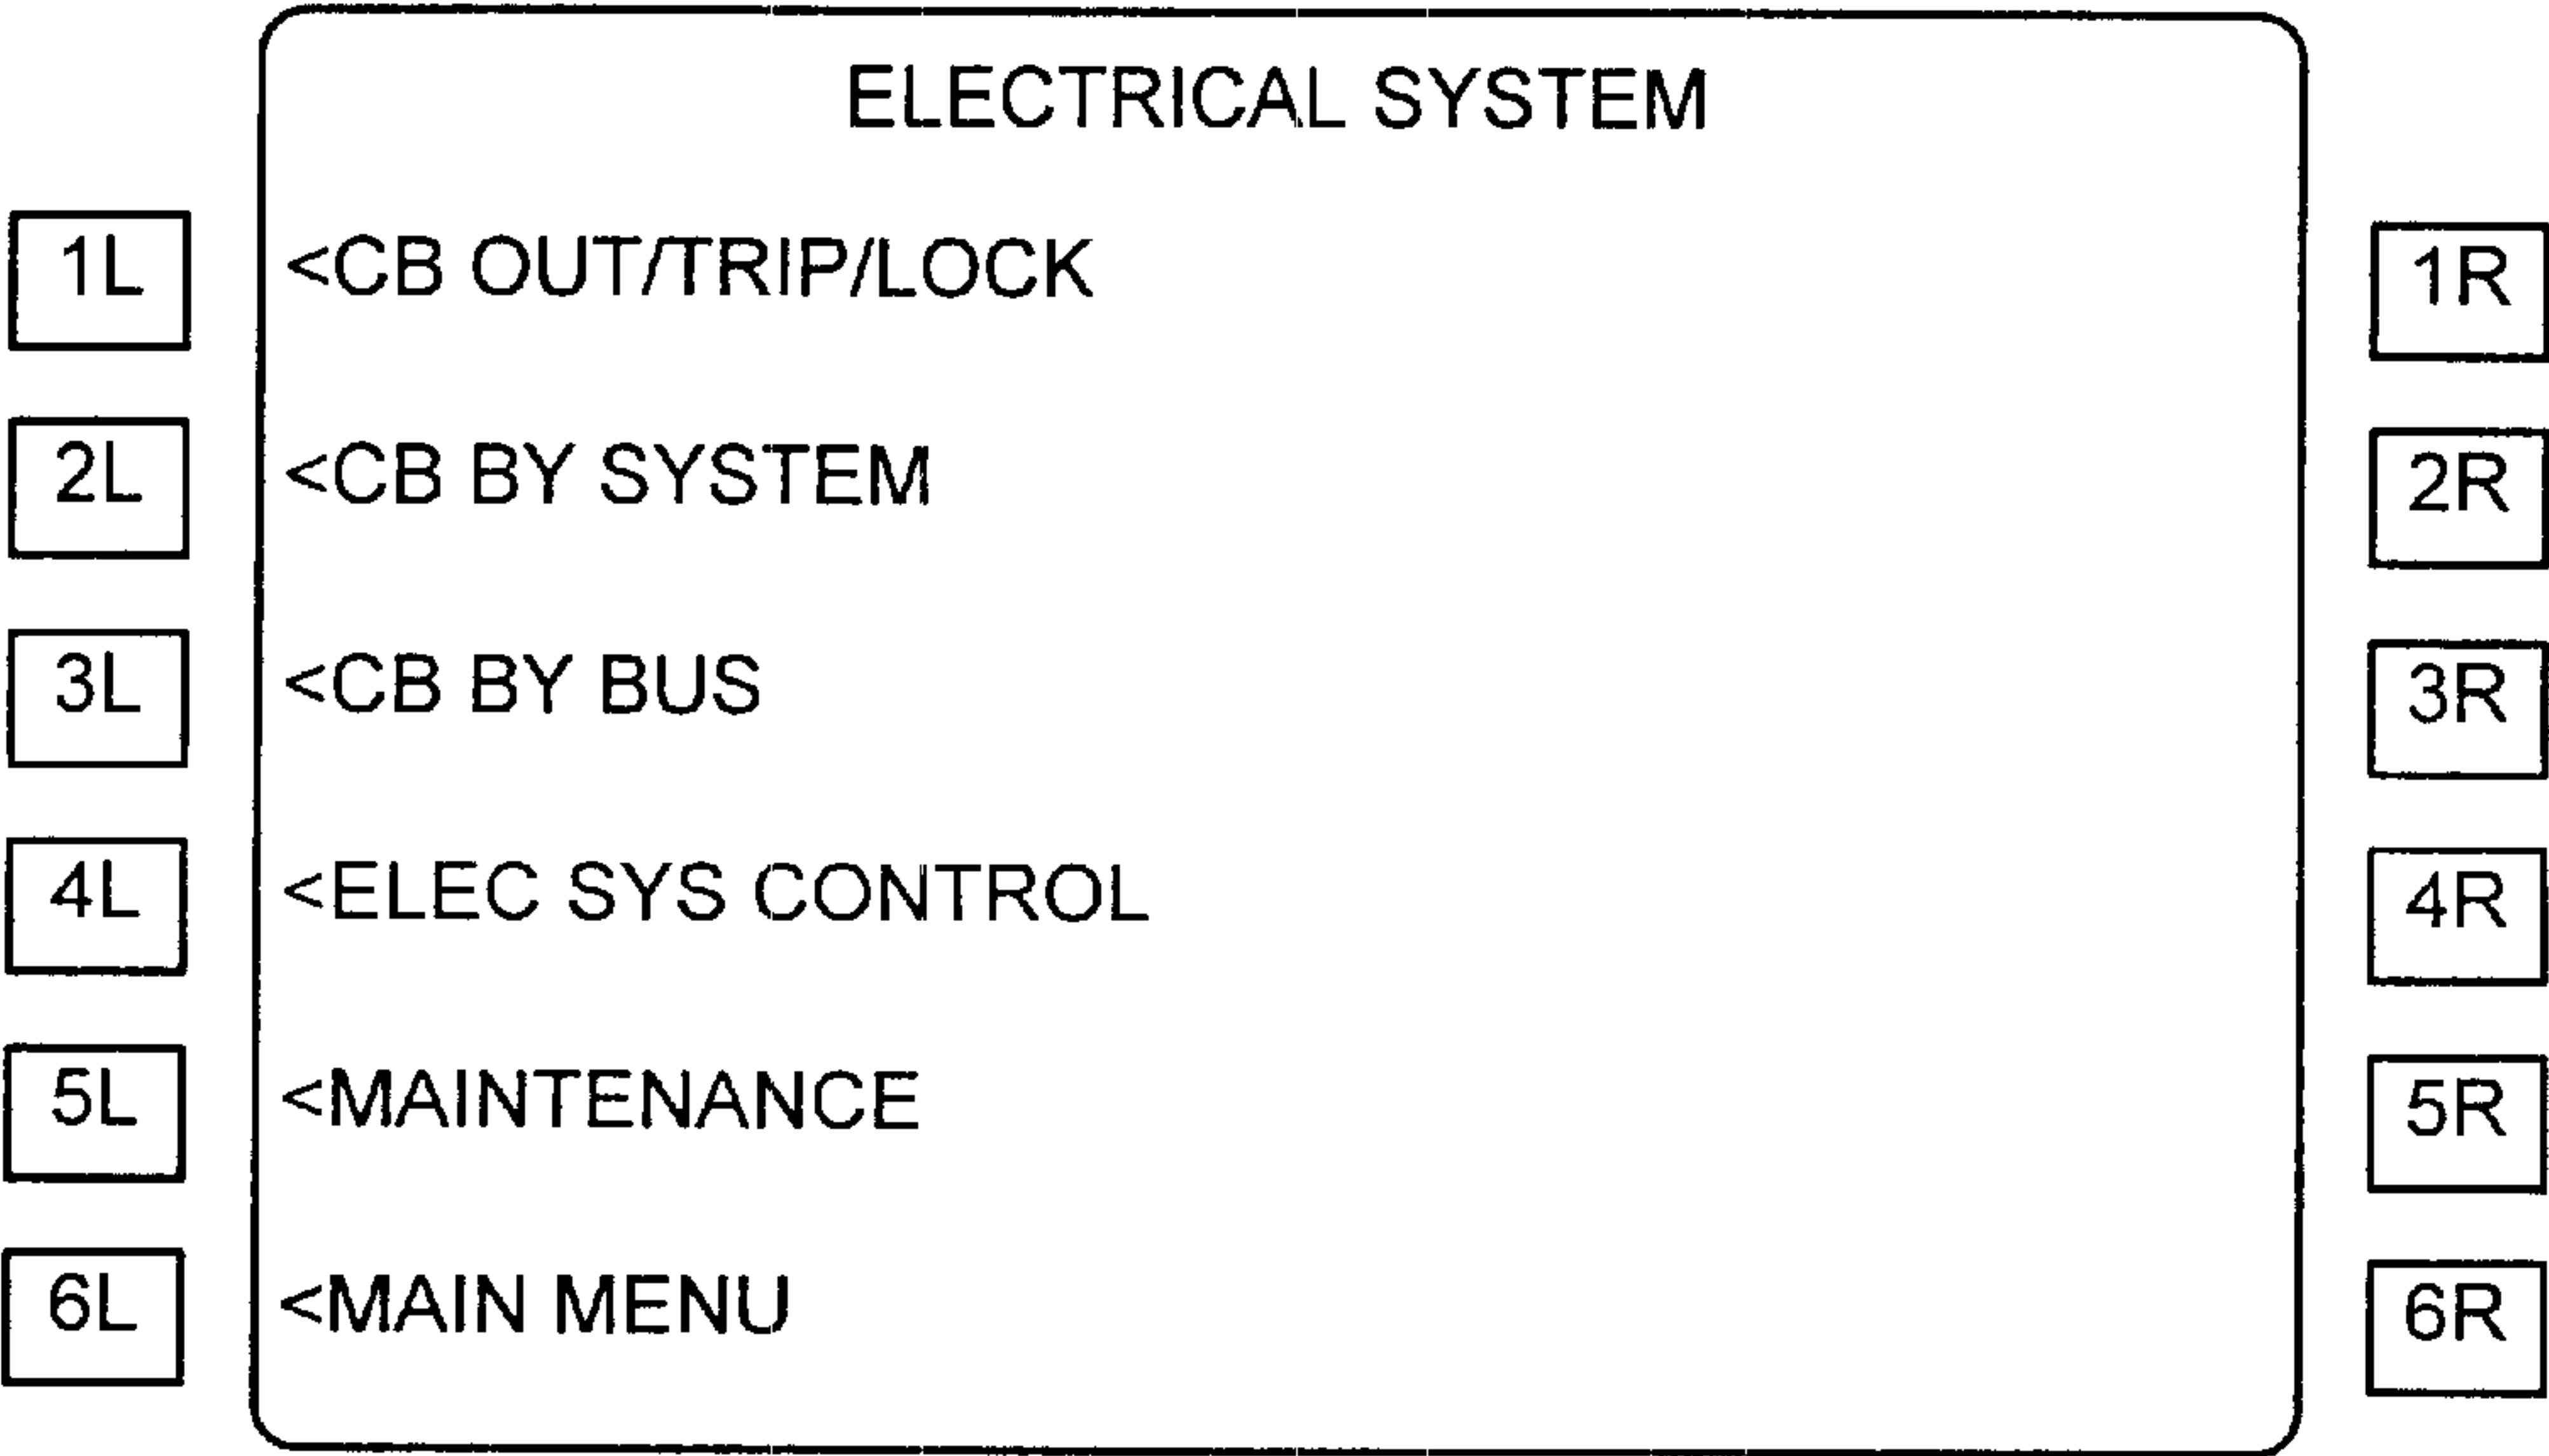 ELECTRICAL SYSTEM
1L <CB OUT/TRIP/LOCK 1R
2L <CB BY SYSTEM 2R
3L <CB BY BUS 3R
4L <ELEC SYS CONTROL 4R
5L <MAINTENANCE 5R
6L <MAIN MENU 6R